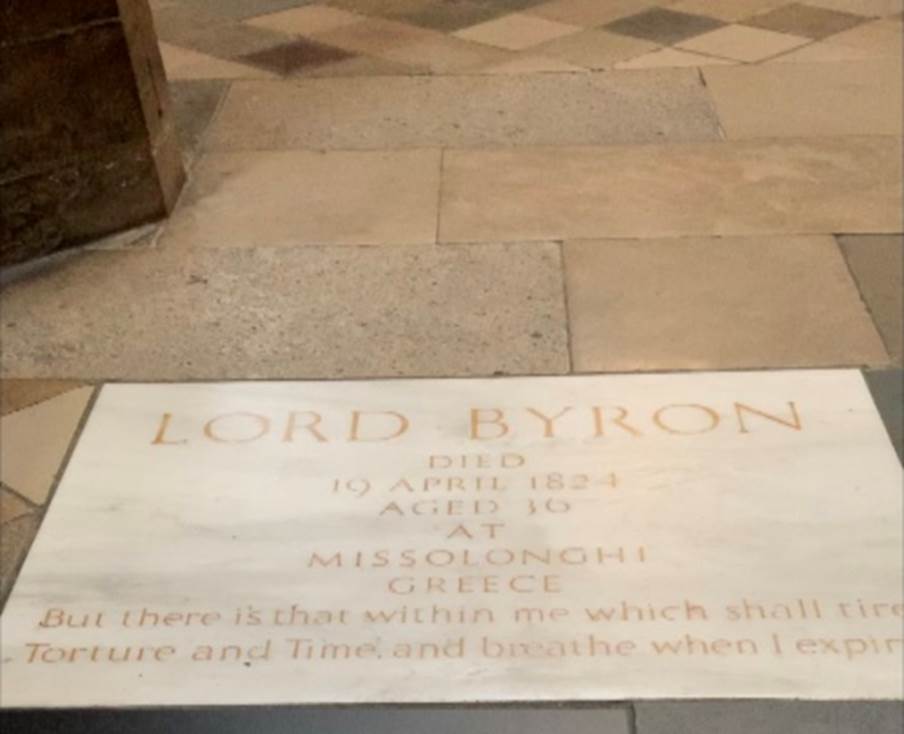 LORD BYRON
DIED
19 APRIL 1824
AGED 36
AT
MISSOLONGHI
GREECE
But there is that within me which shall tire
Torture and Time, and breathe when I expir